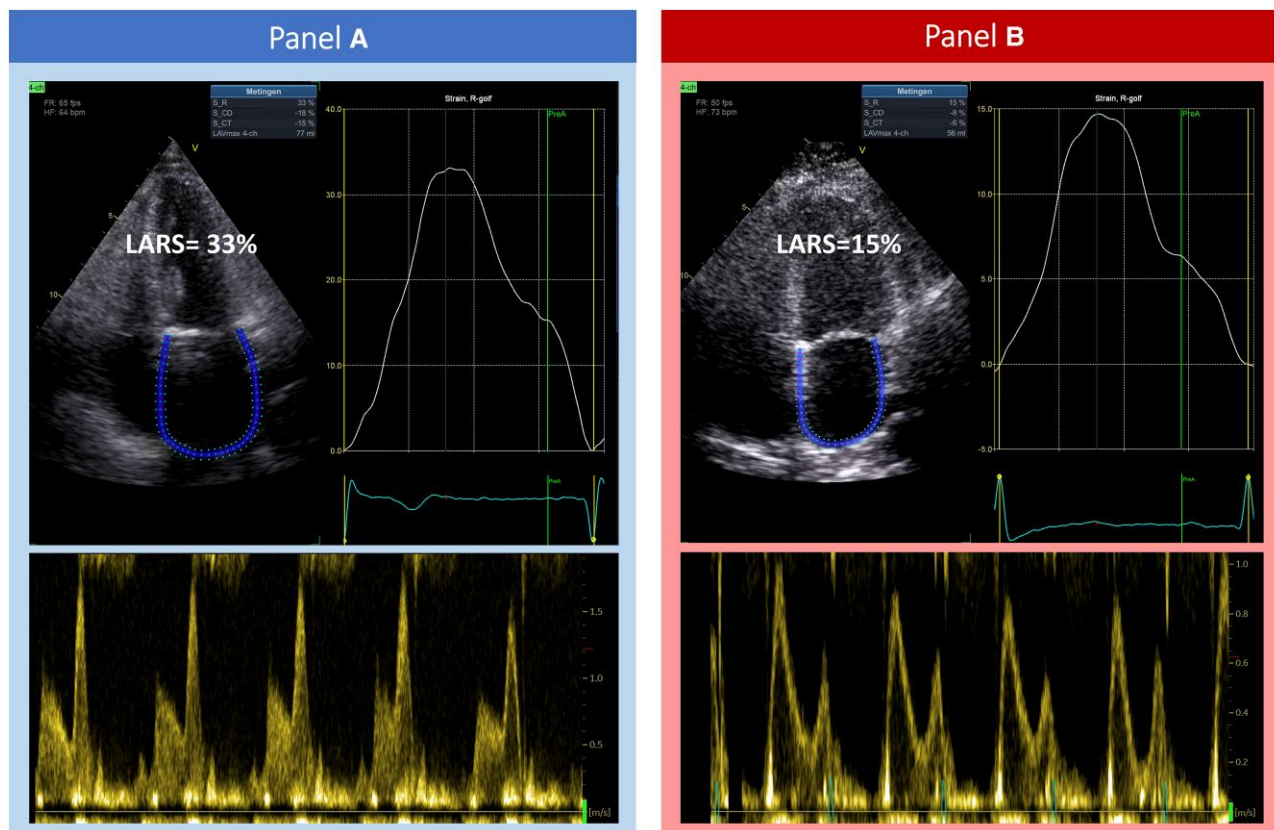 Panel A
4-ch
FR: 65 fps
HF: 64 bpm
Metingen
S_R 33 %
S_CD -18 %
S_CT -15 %
LAVmax 4-ch 77 ml
V
5
10
LARS= 33%
Strain, R-golf
40.0
30.0
20.0
10.0
0.0
PreA
PreA
1.5
1.0
0.5
[m/s]
Panel B
4-ch
FR: 50 fps
HF: 73 bpm
Metingen
S_R 15 %
S_CD -8 %
S_CT -6 %
LAVmax 4-ch 56 ml
V
5
10
LARS=15%
Strain, R-golf
15.0
10.0
5.0
0.0
-5.0
PreA
PreA
1.0
0.8
0.6
0.4
0.2
[m/s]